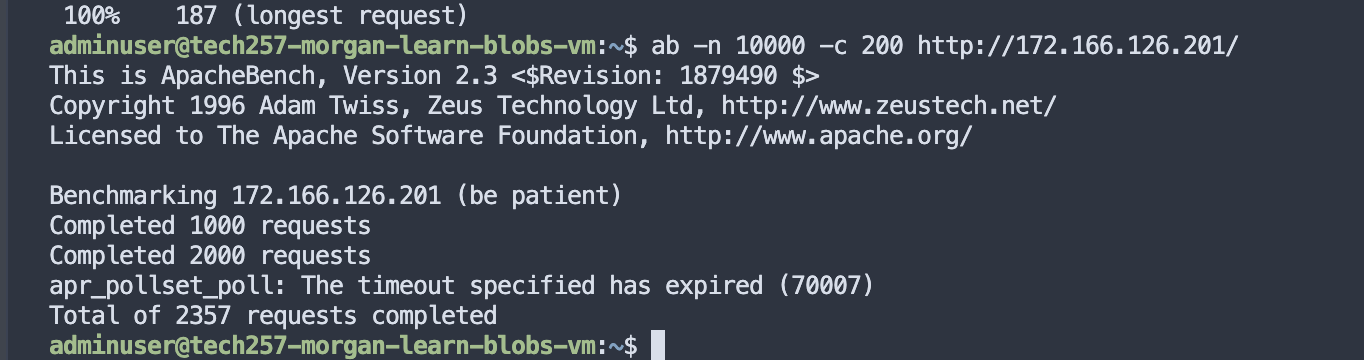 100%    187 (longest request)
adminuser@tech257-morgan-learn-blobs-vm:~$ ab -n 10000 -c 200 http://172.166.126.201/
This is ApacheBench, Version 2.3 <$Revision: 1879490 $>
Copyright 1996 Adam Twiss, Zeus Technology Ltd, http://www.zeustech.net/
Licensed to The Apache Software Foundation, http://www.apache.org/

Benchmarking 172.166.126.201 (be patient)
Completed 1000 requests
Completed 2000 requests
apr_pollset_poll: The timeout specified has expired (70007)
Total of 2357 requests completed
adminuser@tech257-morgan-learn-blobs-vm:~$